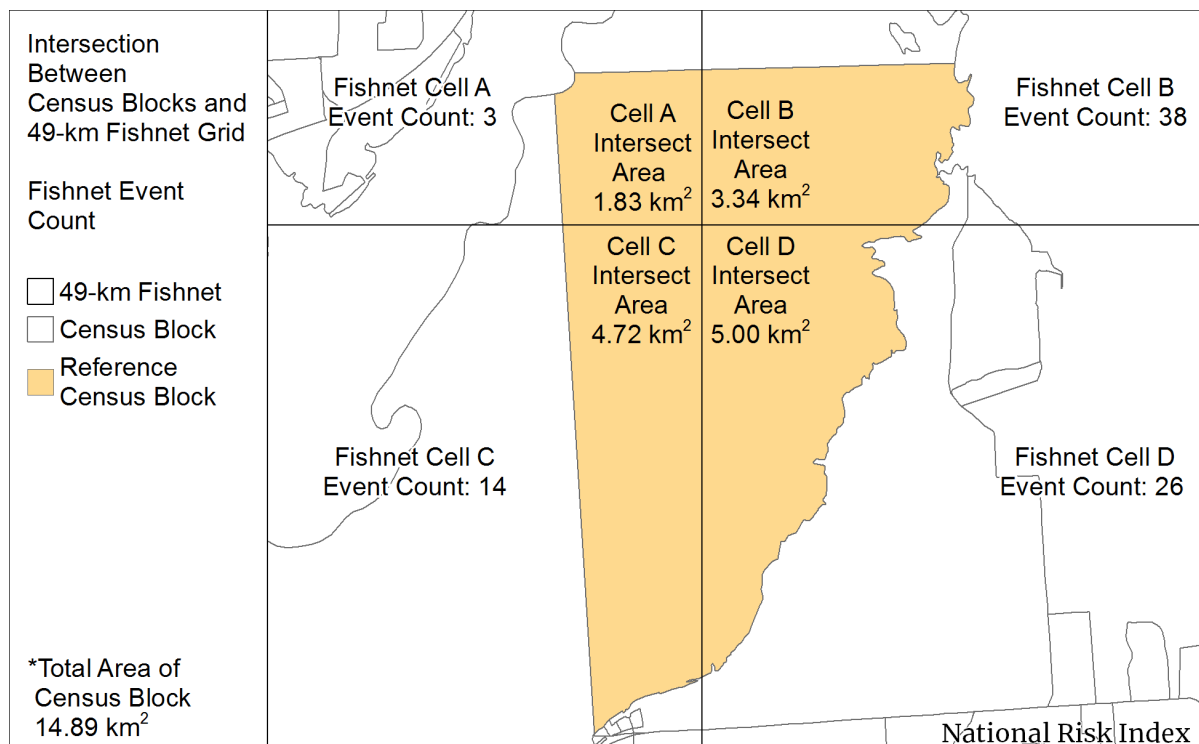 Intersection
Between
Census Blocks and
49-km Fishnet Grid
Fishnet Event
Count
49-km Fishnet
Census Block
Reference
Census Block
*Total Area of
Census Block
14.89 km²
Fishnet Cell A
Event Count: 3
Cell A
Intersect
Area
1.83 km²
Cell B
Intersect
Area
3.34 km²
Fishnet Cell B
Event Count: 38
Cell C
Intersect
Area
4.72 km²
Cell D
Intersect
Area
5.00 km²
Fishnet Cell C
Event Count: 14
Fishnet Cell D
Event Count: 26
National Risk Index